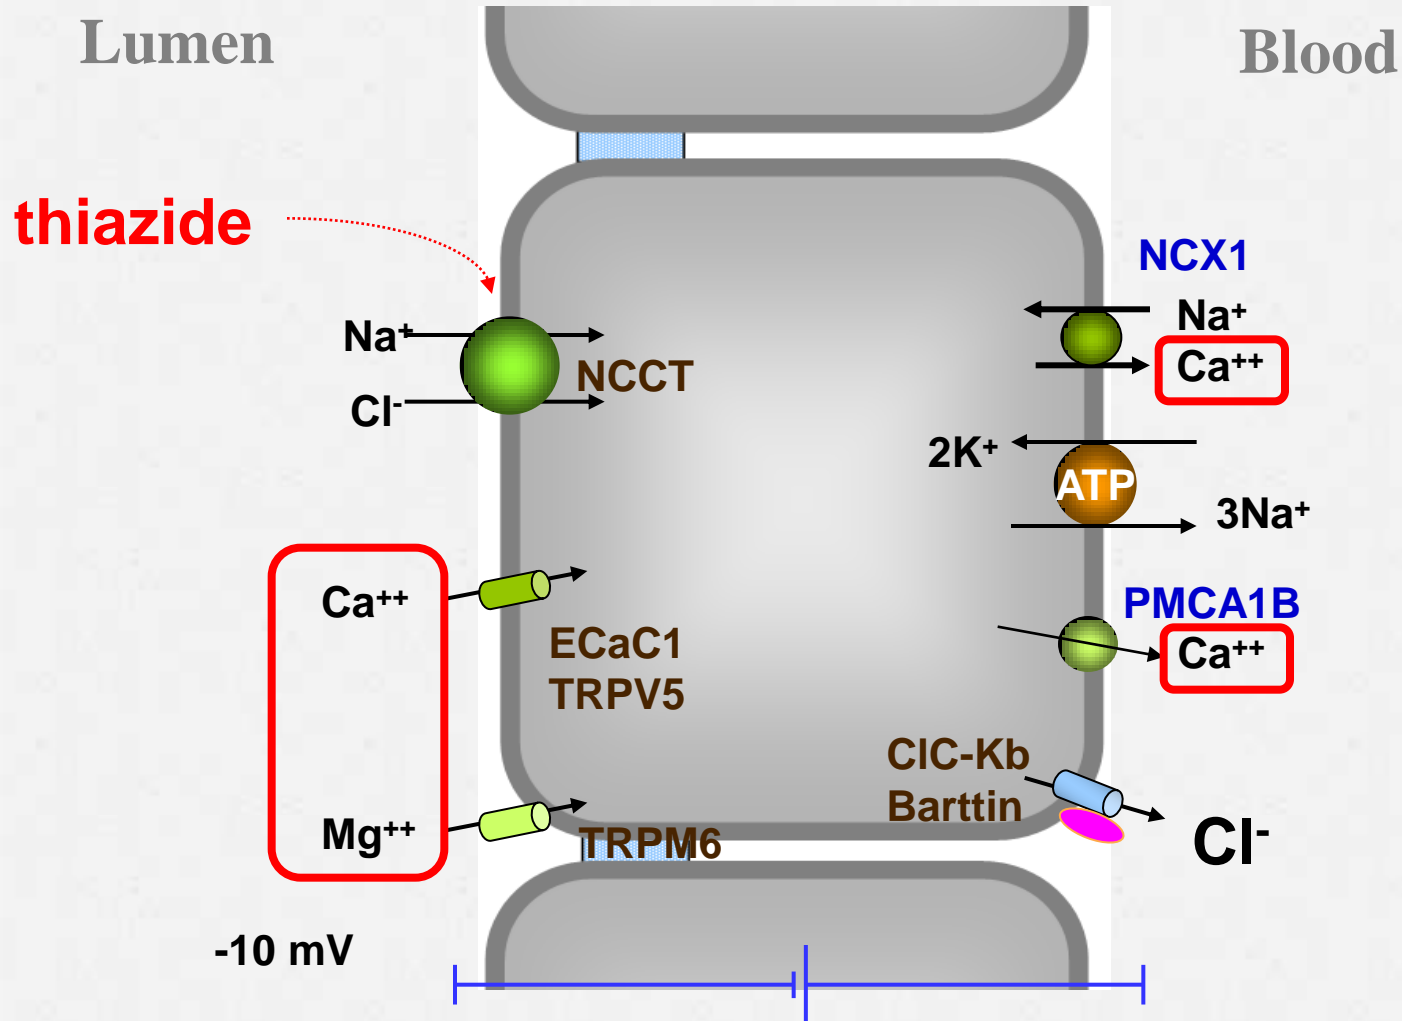 Lumen
Blood
thiazide
NCX1
Na⁺
Na⁺
Ca⁺⁺
NCCT
Cl⁻
2K⁺
ATP
3Na⁺
Ca⁺⁺
PMCA1B
ECaC1
Ca⁺⁺
TRPV5
ClC-Kb
Barttin
Mg⁺⁺
TRPM6
Cl⁻
-10 mV